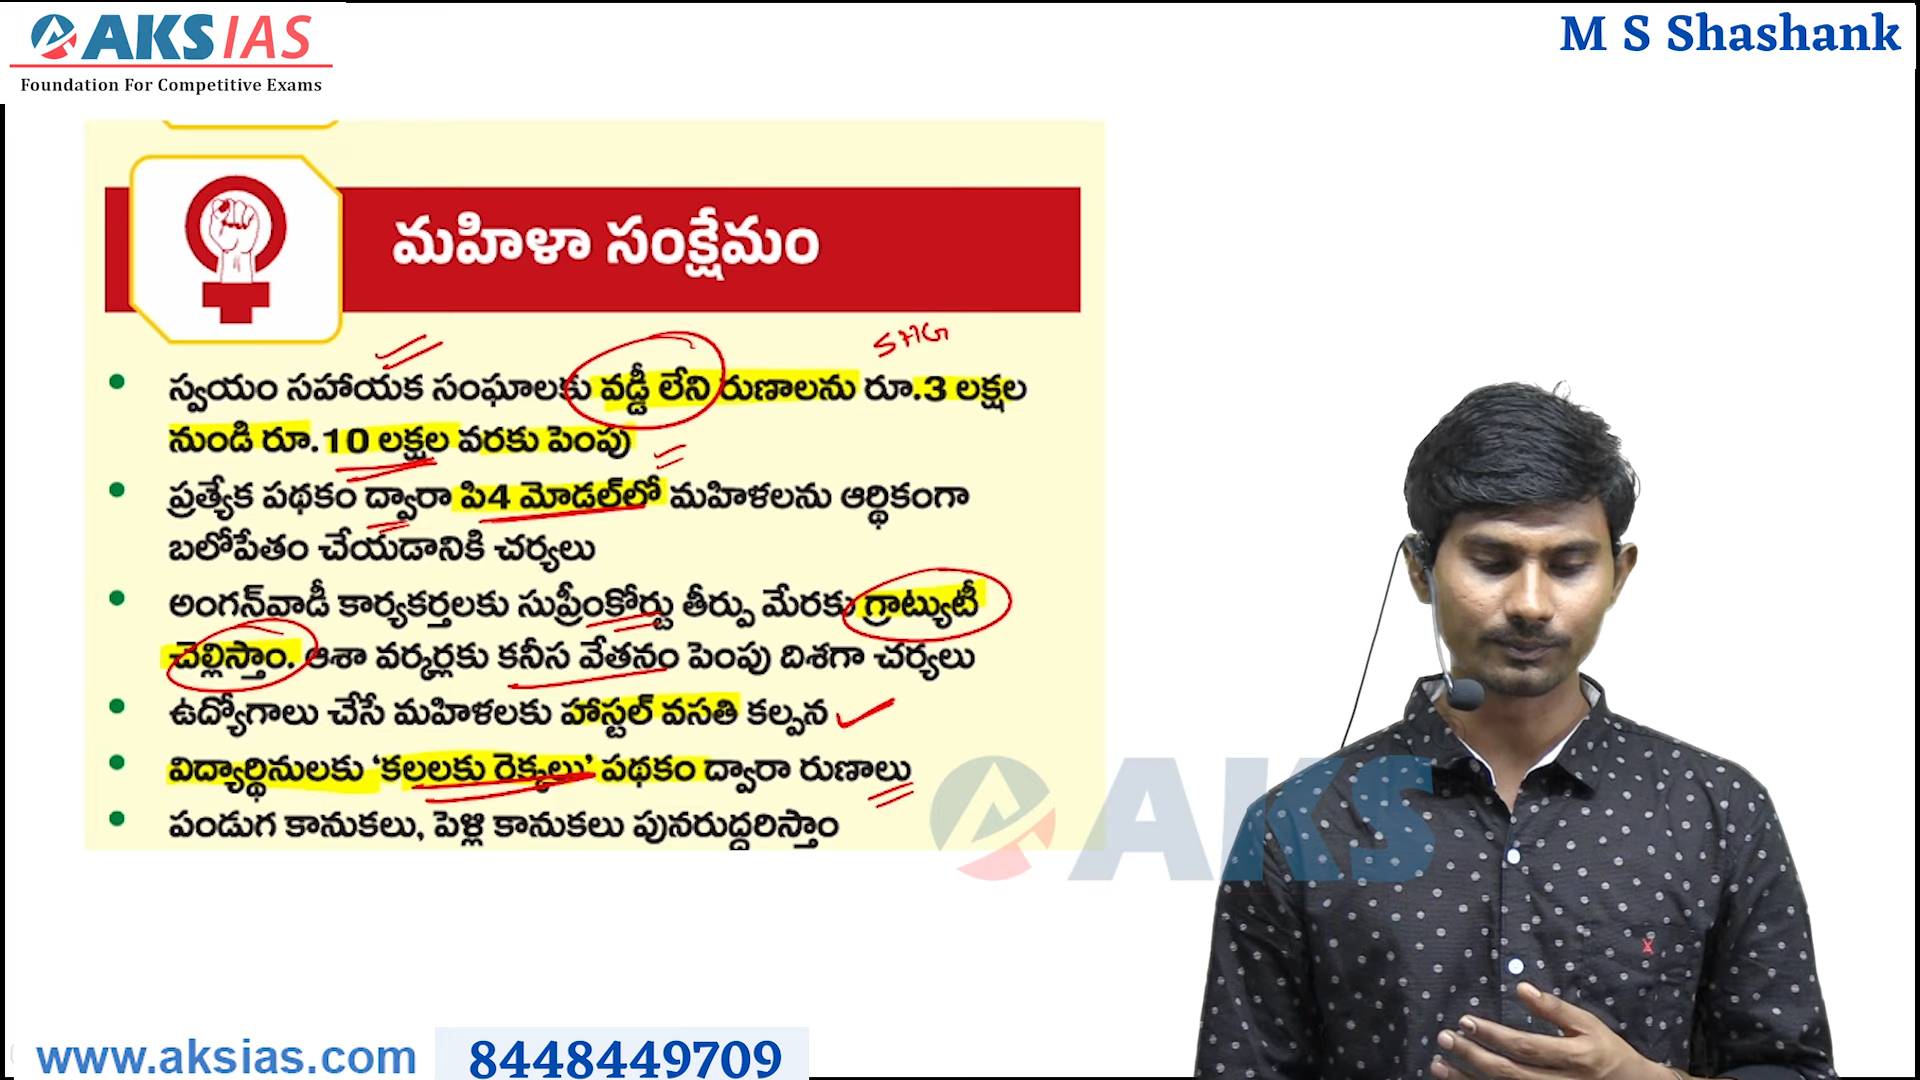 AKS IAS
Foundation For Competitive Exams
M S Shashank
మహిళా సంక్షేమం
SHG
స్వయం సహాయక సంఘాలకు వడ్డీ లేని రుణాలను రూ.3 లక్షల
నుండి రూ.10 లక్షల వరకు పెంపు
ప్రత్యేక పథకం ద్వారా పి4 మోడల్‌లో మహిళలను ఆర్థికంగా
బలోపేతం చేయడానికి చర్యలు
అంగన్‌వాడీ కార్యకర్తలకు సుప్రీంకోర్టు తీర్పు మేరకు గ్రాట్యుటీ
చెల్లిస్తాం. ఆశా వర్కర్లకు కనీస వేతనం పెంపు దిశగా చర్యలు
ఉద్యోగాలు చేసే మహిళలకు హాస్టల్ వసతి కల్పన
విద్యార్థినులకు ‘కలలకు రెక్కలు’ పథకం ద్వారా రుణాలు
పండుగ కానుకలు, పెళ్లి కానుకలు పునరుద్ధరిస్తాం
AKS
www.aksias.com
8448449709